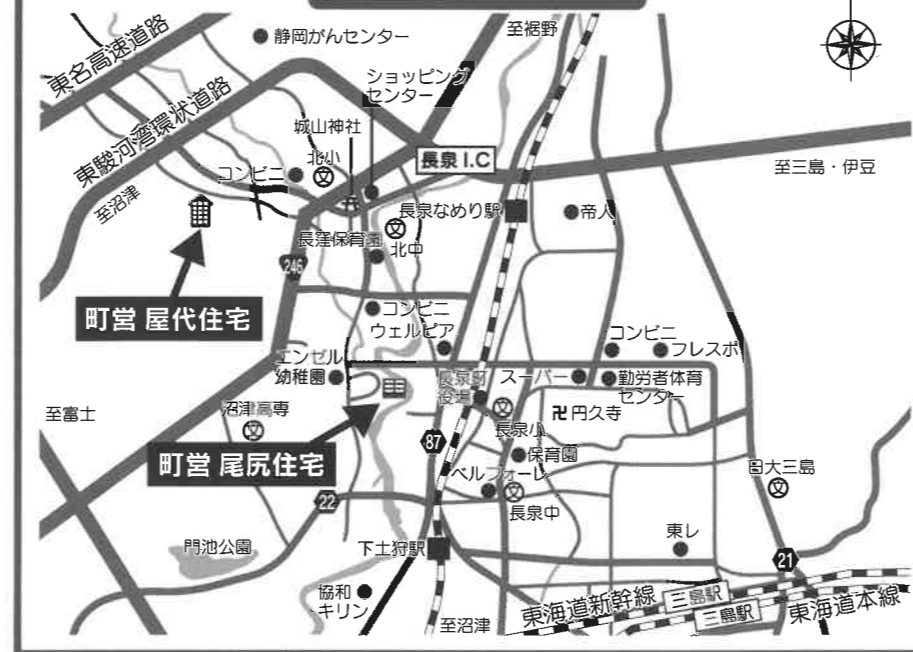 至裾野
静岡がんセンター
東名高速道路
ショッピング
センター
東駿河湾環状道路
城山神社
北小
文
コンビニ
長泉 I.C
至三島・伊豆
至沼津
長泉なめり駅
帝人
文
長窪保育園
北中
246
町営 屋代住宅
コンビニ
ウェルピア
コンビニ
フレスポ
エンゼル
幼稚園
長泉町
役場
スーパー
勤労者体育
センター
至富士
沼津高専
文
文
長泉小
卍円久寺
87
町営 尾尻住宅
保育園
ベルフォーレ
文
長泉中
日大三島
文
22
門池公園
下土狩駅
東レ
21
協和
キリン
至沼津
東海道新幹線
三島駅
三島駅
東海道本線